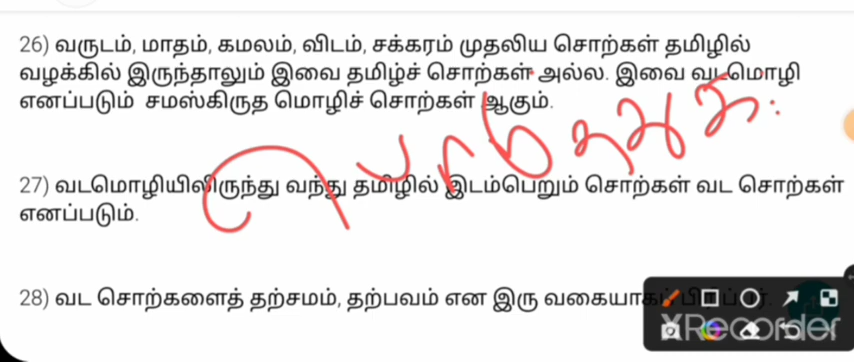 26) வருடம், மாதம், கமலம், விடம், சக்கரம் முதலிய சொற்கள் தமிழில்
வழக்கில் இருந்தாலும் இவை தமிழ்ச் சொற்கள் அல்ல. இவை வடமொழி
எனப்படும் சமஸ்கிருத மொழிச் சொற்கள் ஆகும்.
27) வடமொழியிலிருந்து வந்து தமிழில் இடம்பெறும் சொற்கள் வட சொற்கள்
எனப்படும்.
28) வட சொற்களைத் தற்சமம், தற்பவம் என இரு வகையாகப் பிரிப்பர்.
XRecorder